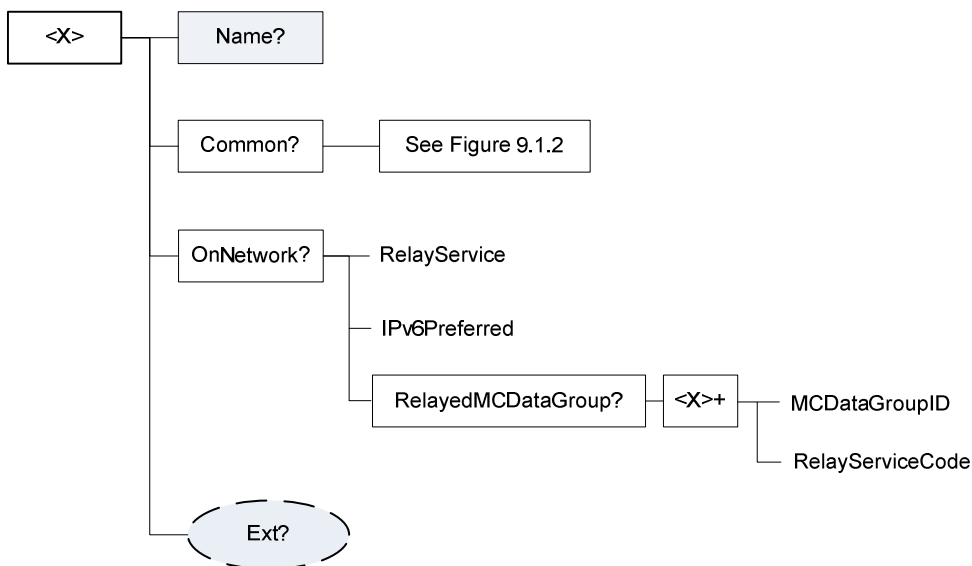 <X>
Name?
Common?
See Figure 9.1.2
OnNetwork?
RelayService
IPv6Preferred
RelayedMCDataGroup?
<X>+
MCDataGroupID
RelayServiceCode
Ext?